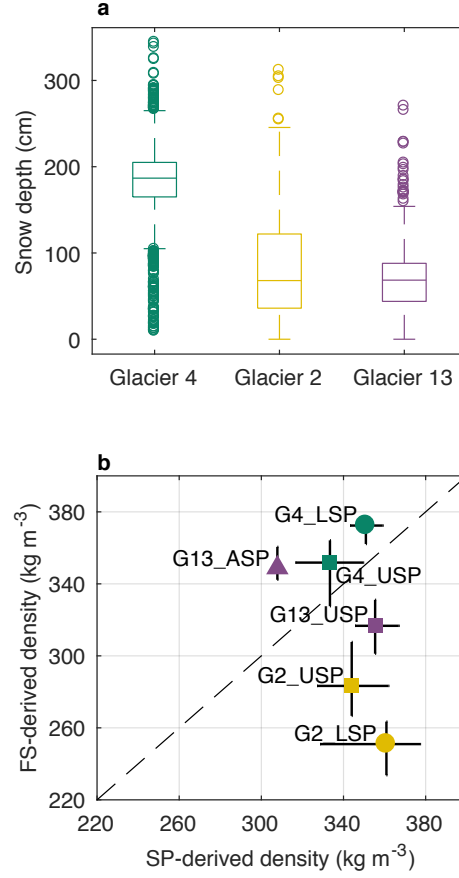 a
300
200
100
0
Snow depth (cm)
Glacier 4 Glacier 2 Glacier 13
b
380
340
300
260
220
FS-derived density (kg m⁻³)
G4_LSP
G13_ASP
G4_USP
G13_USP
G2_USP
G2_LSP
220 260 300 340 380
SP-derived density (kg m⁻³)